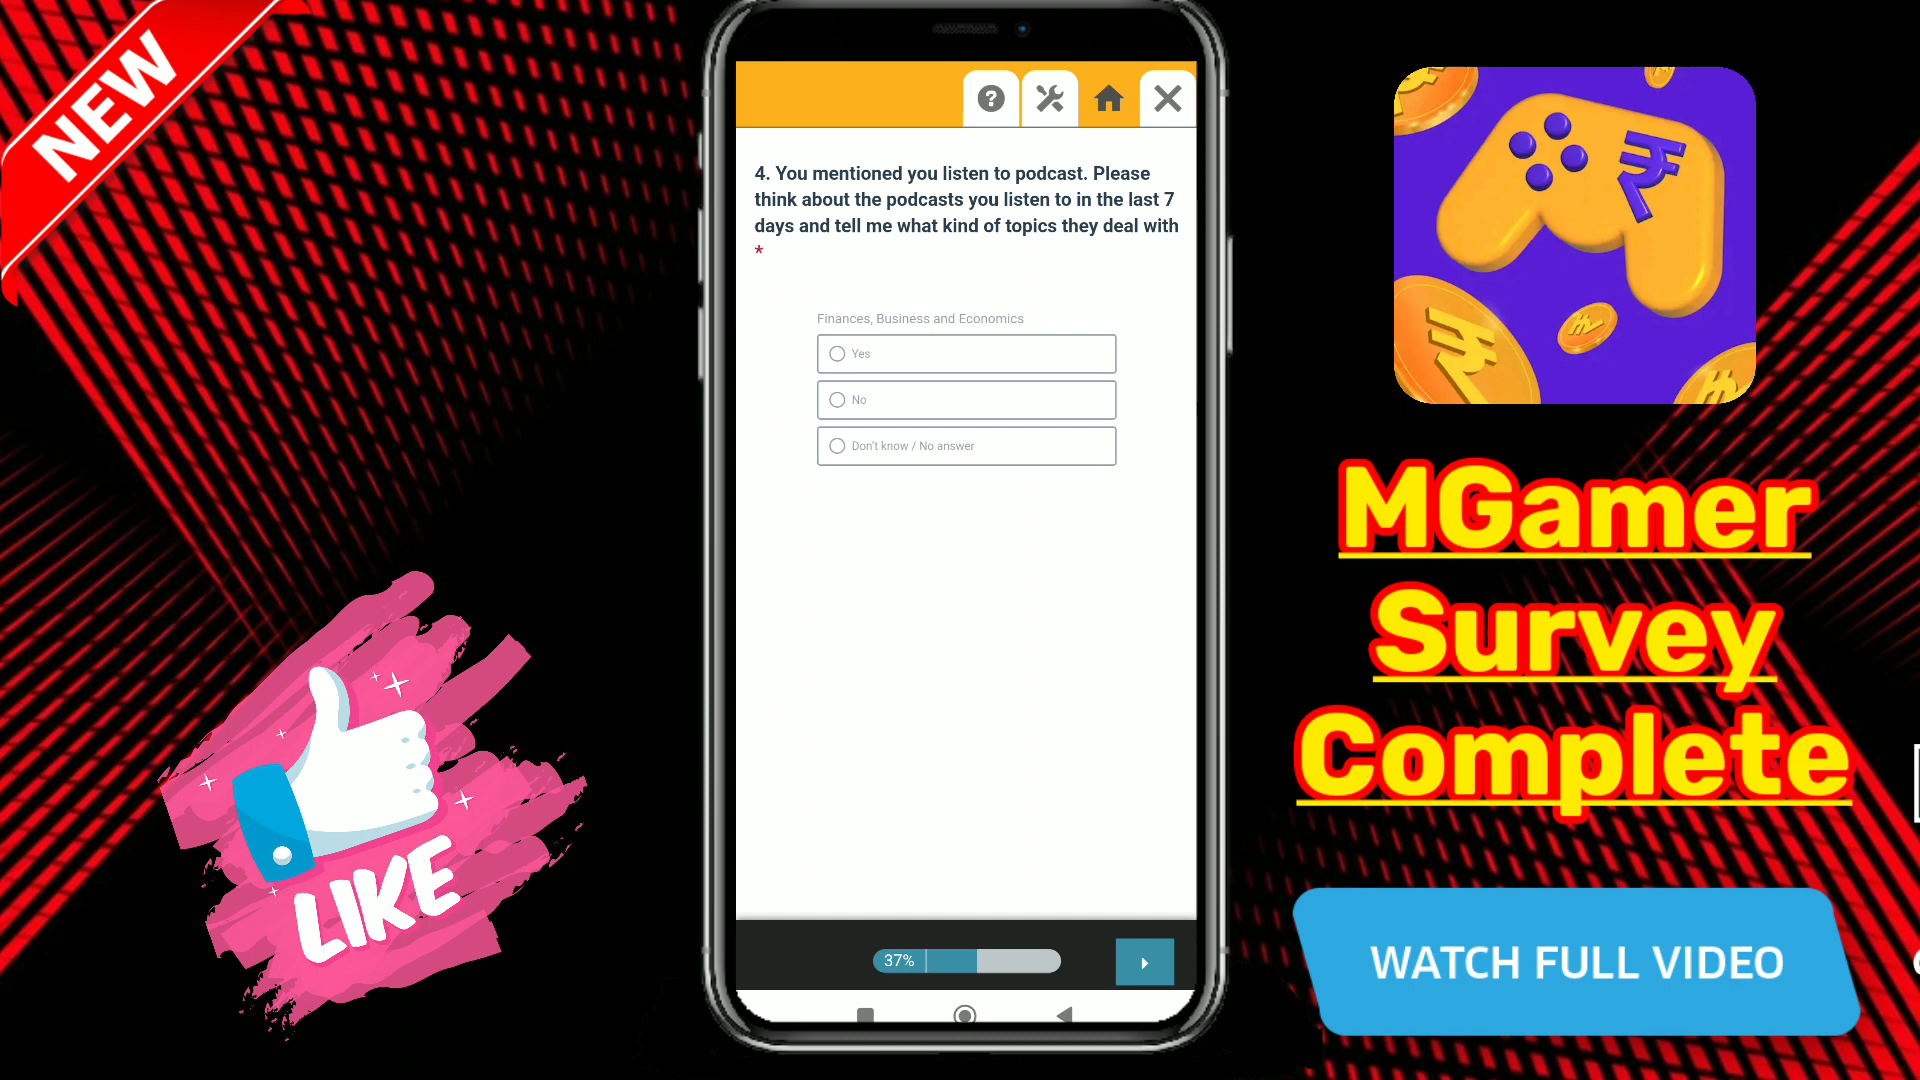 NEW
4. You mentioned you listen to podcast. Please
think about the podcasts you listen to in the last 7
days and tell me what kind of topics they deal with
*
Finances, Business and Economics
Yes
No
Don't know / No answer
37%
LIKE
MGamer
Survey
Complete
WATCH FULL VIDEO